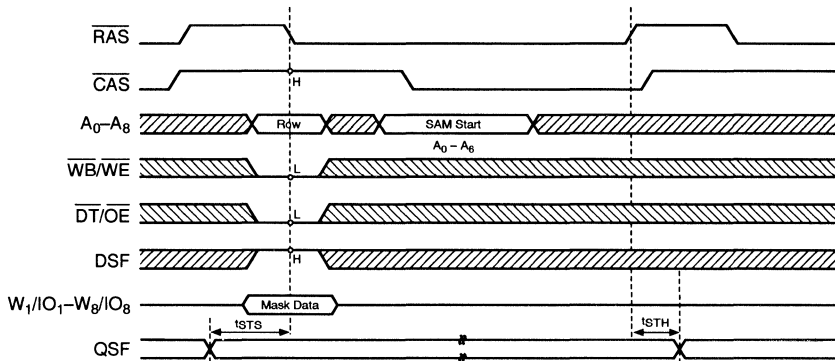 RAS
CAS
H
A0–A8
Row
SAM Start
A0 – A6
WB/WE
L
DT/OE
L
DSF
H
W1/IO1–W8/IO8
Mask Data
tSTS
tSTH
QSF